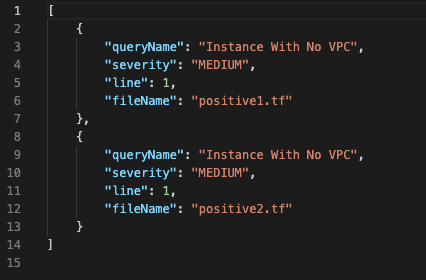 1 [
2     {
3         "queryName": "Instance With No VPC",
4         "severity": "MEDIUM",
5         "line": 1,
6         "fileName": "positive1.tf"
7     },
8     {
9         "queryName": "Instance With No VPC",
10         "severity": "MEDIUM",
11         "line": 1,
12         "fileName": "positive2.tf"
13     }
14 ]
15